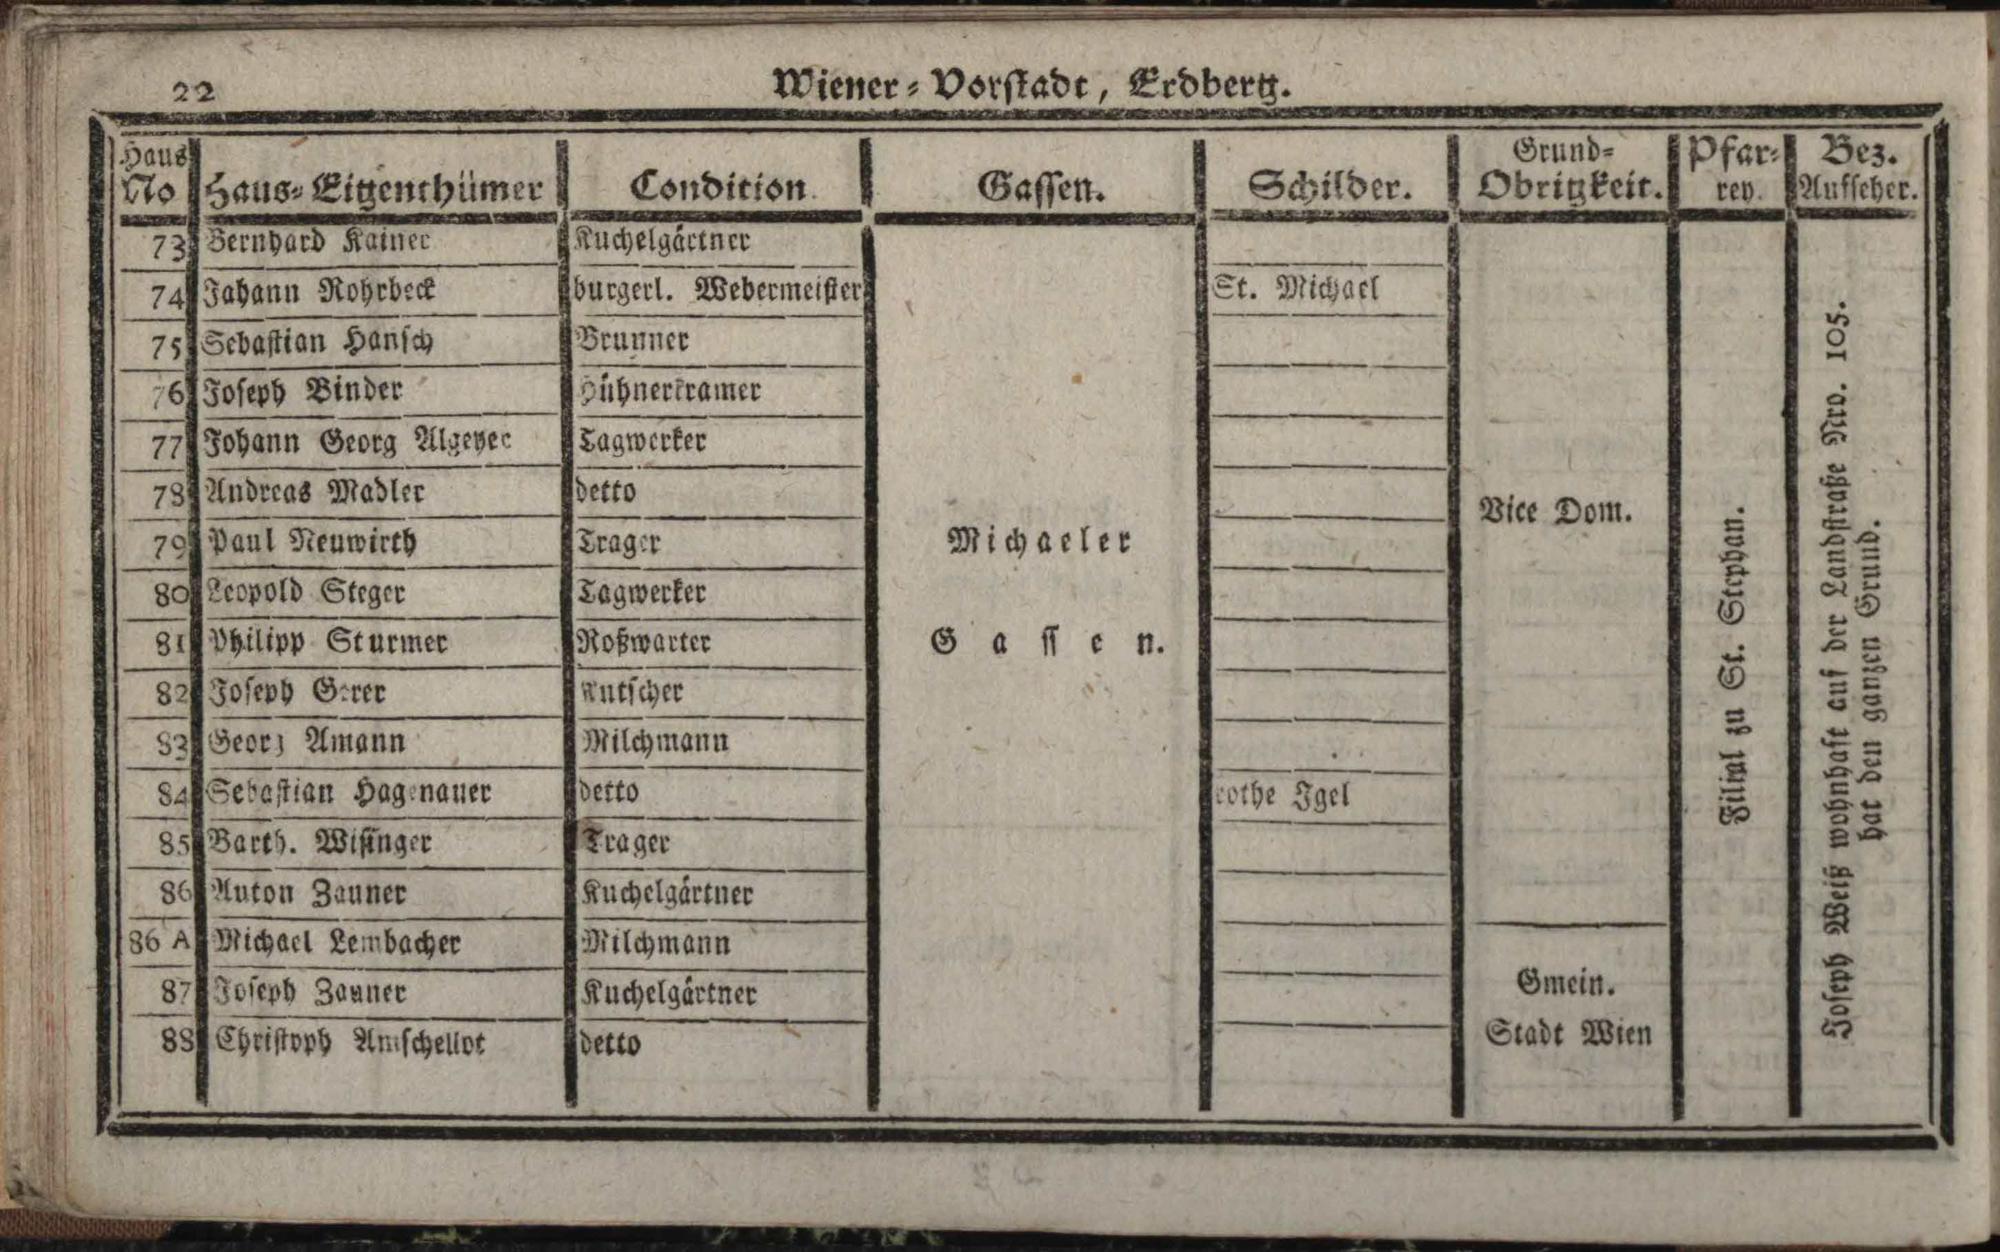 22
Wiener-Vorstadt, Erdberg.
Haus No | Haus-Eigenthümer | Condition | Gassen. | Schilder. | Grund-Obrigkeit. | Pfarrey. | Bez. Aufseher.
73 Bernhard Kainer Kuchelgärtner
74 Jahann Rohrbeck burgerl. Webermeister St. Michael
75 Sebastian Hansch Brunner
76 Joseph Binder Hühnerkramer
77 Johann Georg Algeyer Tagwerker
78 Andreas Madler detto
79 Paul Neuwirth Trager
80 Leopold Steger Tagwerker
81 Philipp Sturmer Roßwarter
82 Joseph Kutscher
83 Georg Amann Milchmann
84 Sebastian Hagenauer detto rothe Igel
85 Barth. Wisinger Trager
86 Anton Zauner Kuchelgärtner
86 A Michael Lembacher Milchmann
87 Joseph Zauner Kuchelgärtner
88 Christoph Amschellot detto
Michaeler
Gassen.
Vice Dom.
Gmein.
Stadt Wien
Filial zu St. Stephan.
Joseph Weiß wohnhaft auf der Landstraße Nro. 105.
hat den ganzen Grund.